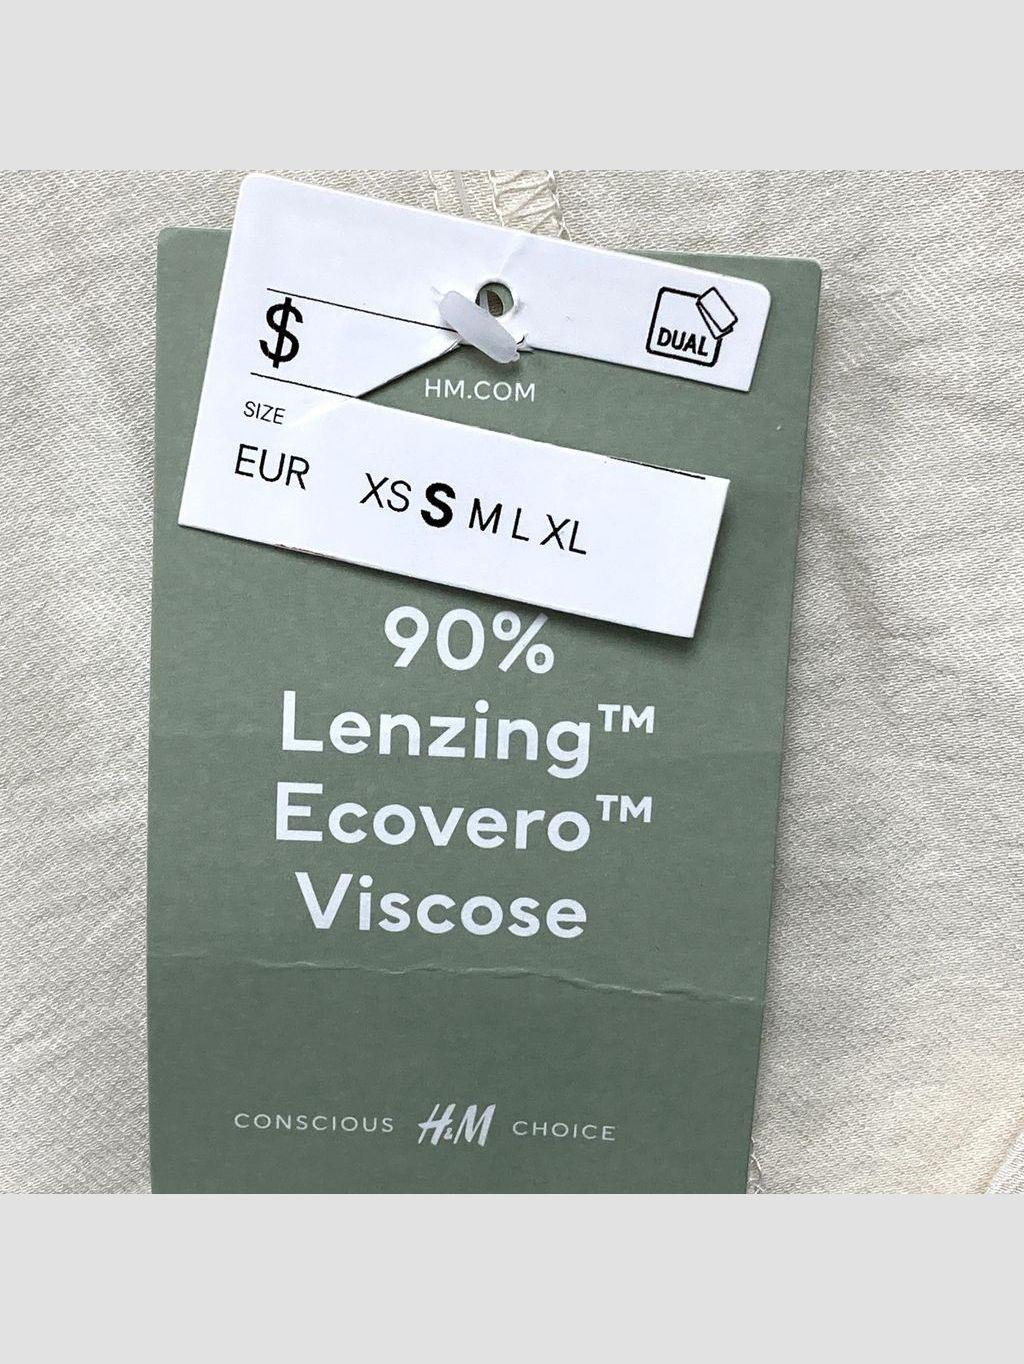 $
DUAL
HM.COM
SIZE
EUR XS S M L XL
90%
Lenzing™
Ecovero™
Viscose
CONSCIOUS H&M CHOICE